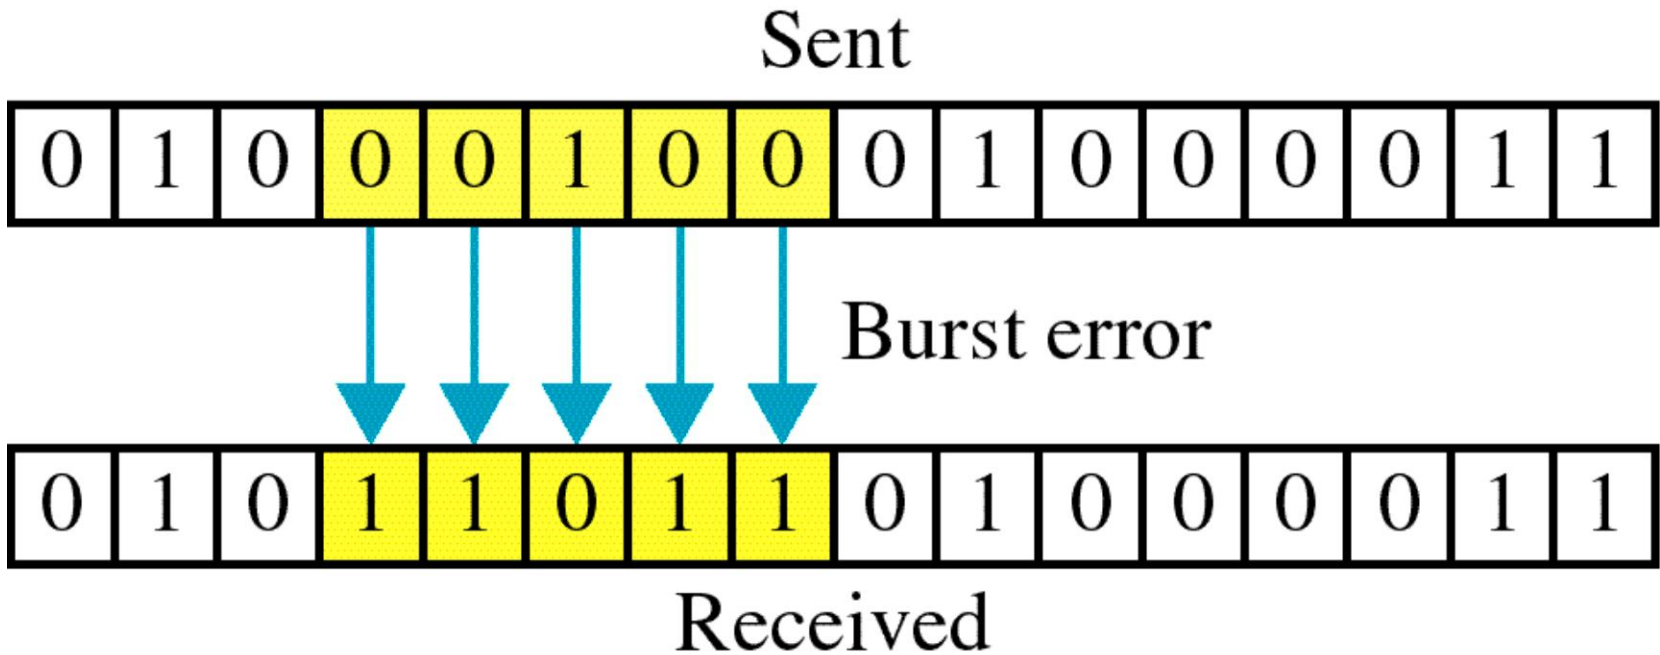 Sent
0 1 0 0 0 1 0 0 0 1 0 0 0 0 1 1
Burst error
0 1 0 1 1 0 1 1 0 1 0 0 0 0 1 1
Received